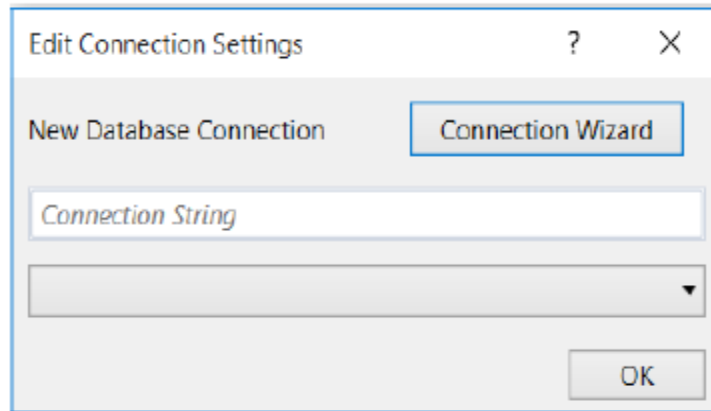 Edit Connection Settings ? X
New Database Connection Connection Wizard
Connection String
OK